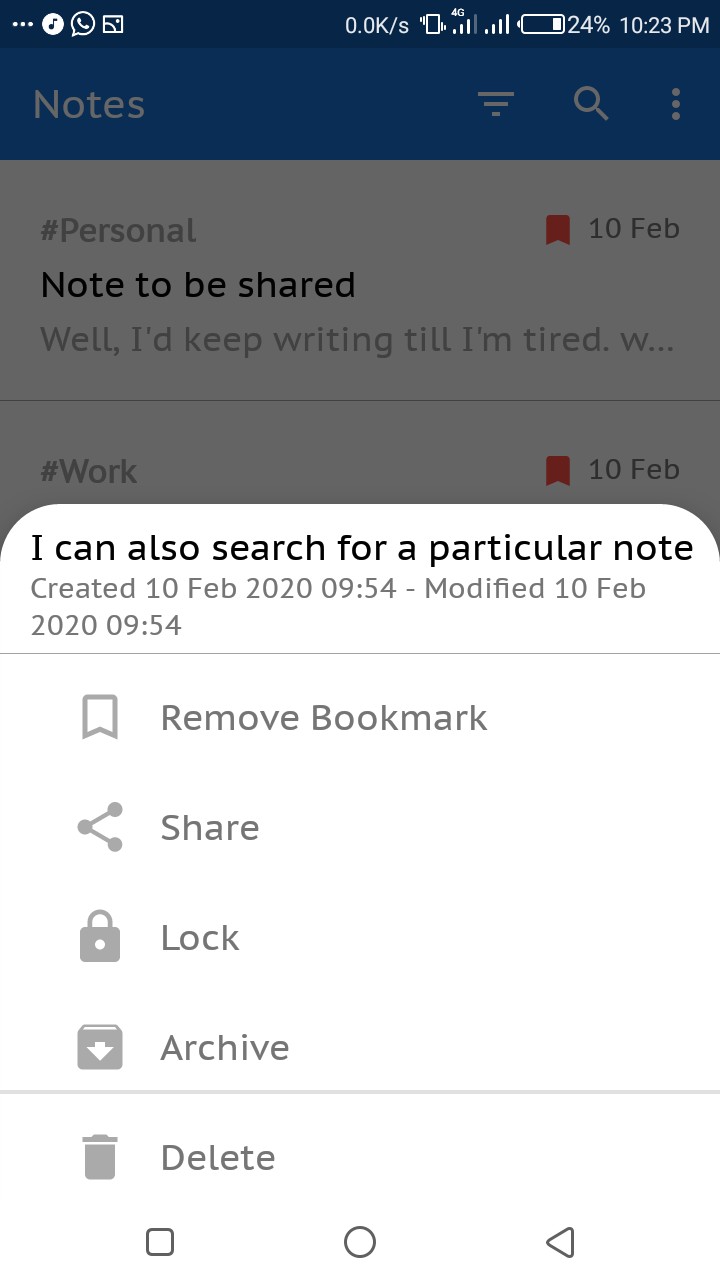 0.0K/s 4G 24% 10:23 PM
Notes
#Personal 10 Feb
Note to be shared
Well, I'd keep writing till I'm tired. w...
#Work 10 Feb
I can also search for a particular note
Created 10 Feb 2020 09:54 - Modified 10 Feb
2020 09:54
Remove Bookmark
Share
Lock
Archive
Delete